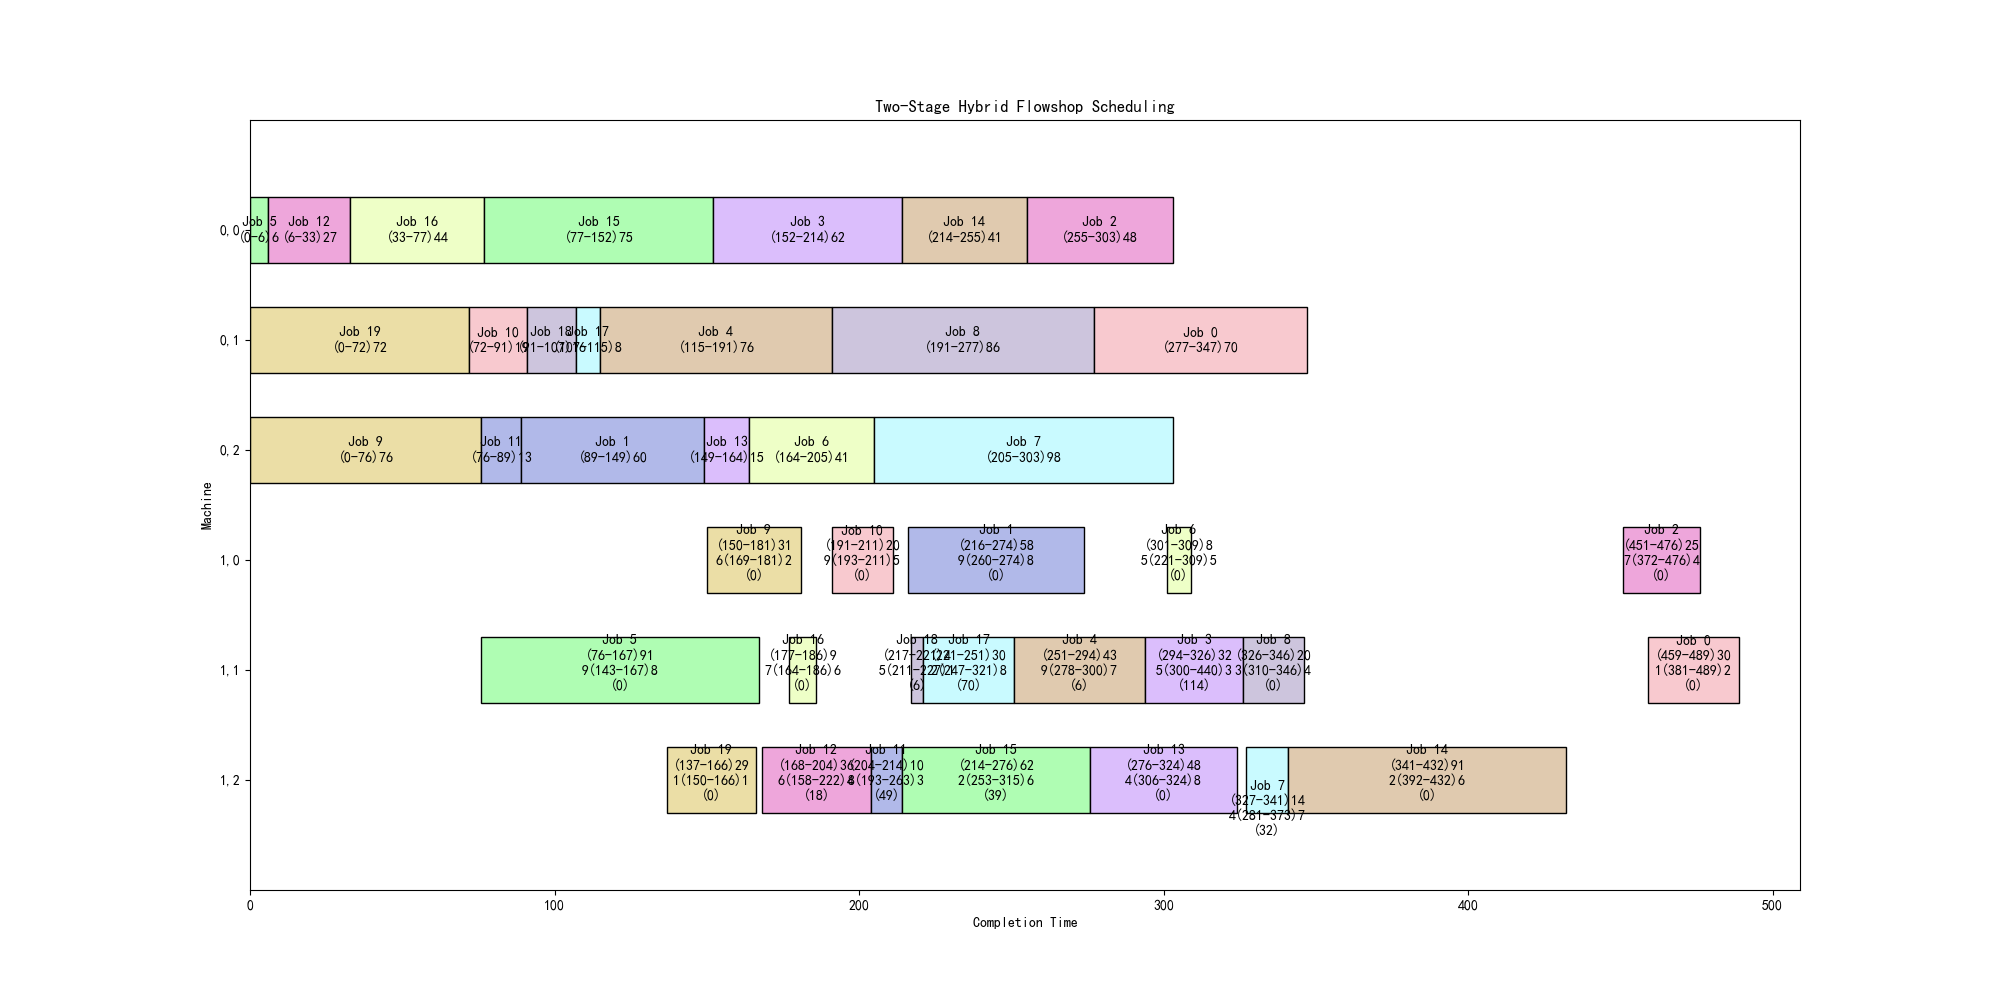 Two-Stage Hybrid Flowshop Scheduling
Machine
0,0
Job 5
(0-6)6
Job 12
(6-33)27
Job 16
(33-77)44
Job 15
(77-152)75
Job 3
(152-214)62
Job 14
(214-255)41
Job 2
(255-303)48
0,1
Job 19
(0-72)72
Job 10
(72-91)19
Job 18
(91-107)16
Job 17
(107-115)8
Job 4
(115-191)76
Job 8
(191-277)86
Job 0
(277-347)70
0,2
Job 9
(0-76)76
Job 11
(76-89)13
Job 1
(89-149)60
Job 13
(149-164)15
Job 6
(164-205)41
Job 7
(205-303)98
1,0
Job 9
(150-181)31
6(169-181)2
(0)
Job 10
(191-211)20
9(193-211)5
(0)
Job 1
(216-274)58
9(260-274)8
(0)
Job 6
(301-309)8
5(221-309)5
(0)
Job 2
(451-476)25
7(372-476)4
(0)
1,1
Job 5
(76-167)91
9(143-167)8
(0)
Job 16
(177-186)9
7(164-186)6
(0)
Job 18
(217-221)4
(6)
Job 17
(221-251)30
(70)
Job 4
(251-294)43
9(278-300)7
(6)
Job 3
(294-326)32
5(300-440)3
(114)
Job 8
(326-346)20
3(310-346)4
(0)
Job 0
(459-489)30
1(381-489)2
(0)
1,2
Job 19
(137-166)29
1(150-166)1
(0)
Job 12
(168-204)36
(18)
Job 11
(204-214)10
(49)
Job 15
(214-276)62
2(253-315)6
(39)
Job 13
(276-324)48
4(306-324)8
(0)
Job 7
(327-341)14
4(281-373)7
(32)
Job 14
(341-432)91
2(392-432)6
(0)
0
100
200
300
400
500
Completion Time